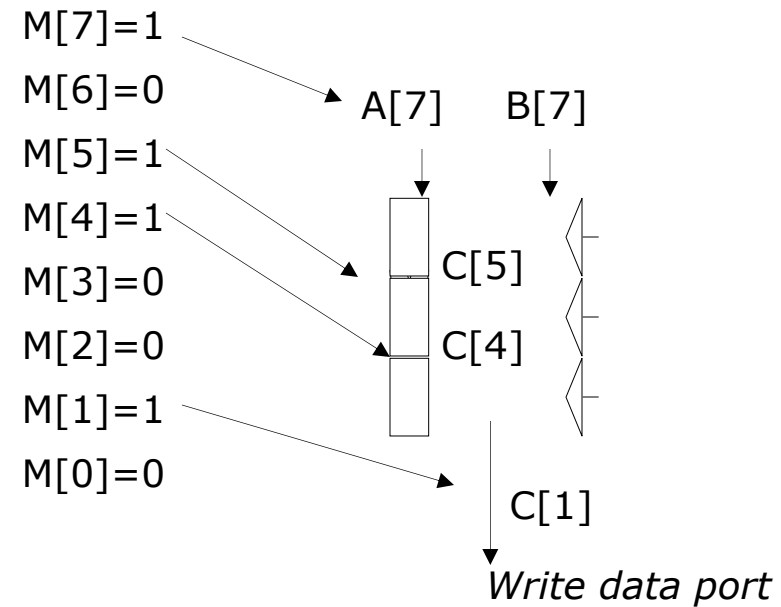 M[7]=1
M[6]=0
A[7] B[7]
M[5]=1
M[4]=1
C[5]
M[3]=0
M[2]=0
C[4]
M[1]=1
M[0]=0
C[1]
Write data port